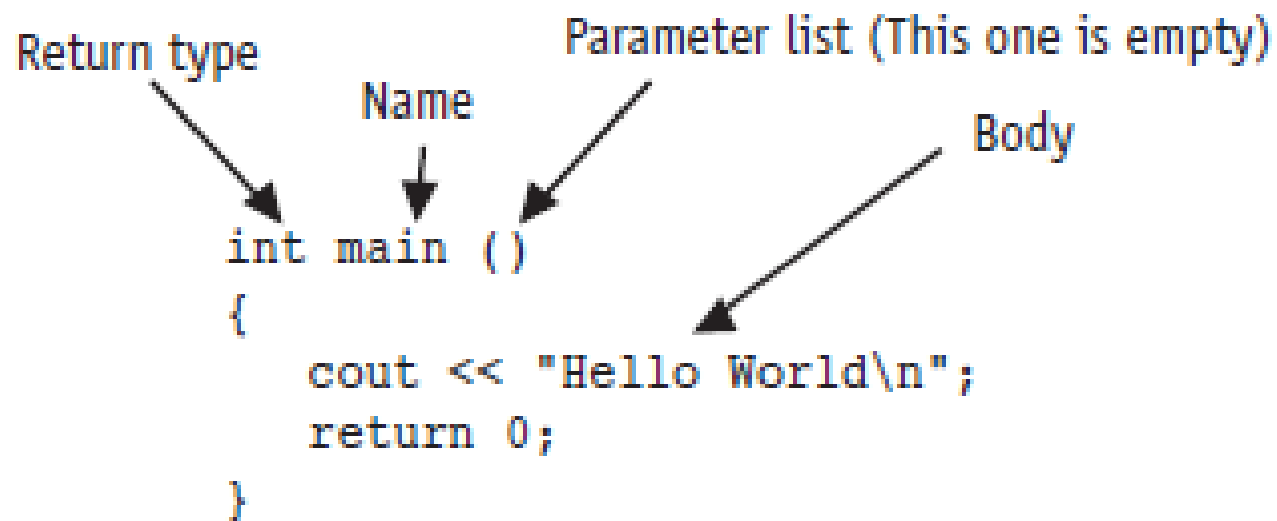 Return type
Name
Parameter list (This one is empty)
Body
int main ()
{
cout << "Hello World\n";
return 0;
}